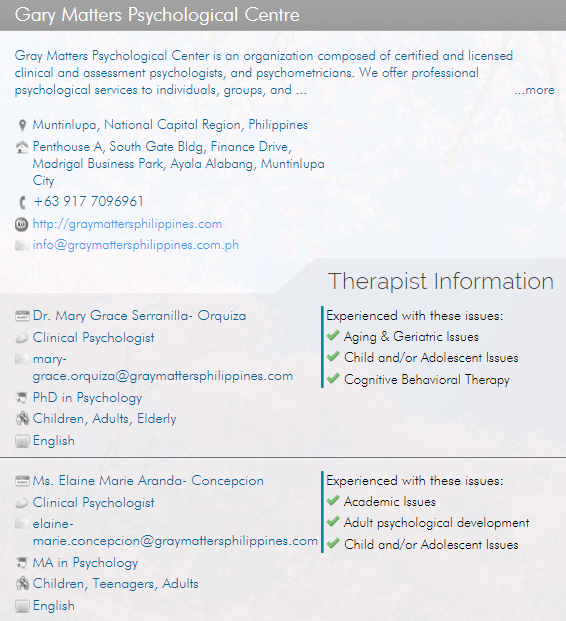 Gary Matters Psychological Centre
Gray Matters Psychological Center is an organization composed of certified and licensed
clinical and assessment psychologists, and psychometricians. We offer professional
psychological services to individuals, groups, and ... ...more
Muntinlupa, National Capital Region, Philippines
Penthouse A, South Gate Bldg, Finance Drive,
Madrigal Business Park, Ayala Alabang, Muntinlupa
City
+63 917 7096961
http://graymattersphilippines.com
info@graymattersphilippines.com.ph
Therapist Information
Dr. Mary Grace Serranilla- Orquiza
Clinical Psychologist
mary-
grace.orquiza@graymattersphilippines.com
PhD in Psychology
Children, Adults, Elderly
English
Experienced with these issues:
Aging & Geriatric Issues
Child and/or Adolescent Issues
Cognitive Behavioral Therapy
Ms. Elaine Marie Aranda- Concepcion
Clinical Psychologist
elaine-
marie.concepcion@graymattersphilippines.com
MA in Psychology
Children, Teenagers, Adults
English
Experienced with these issues:
Academic Issues
Adult psychological development
Child and/or Adolescent Issues